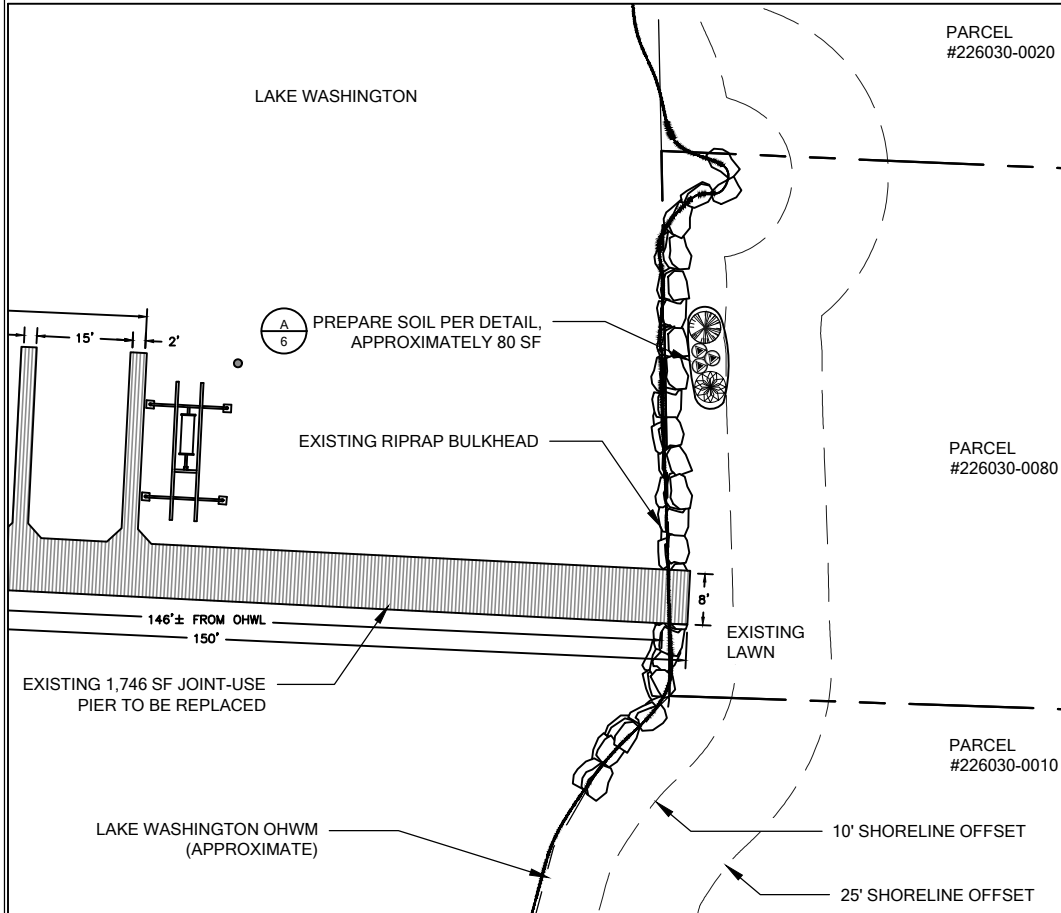 PARCEL
#226030-0020
LAKE WASHINGTON
A
6
PREPARE SOIL PER DETAIL,
APPROXIMATELY 80 SF
15'
2'
EXISTING RIPRAP BULKHEAD
PARCEL
#226030-0080
8'
146'± FROM OHWL
150'
EXISTING
LAWN
EXISTING 1,746 SF JOINT-USE
PIER TO BE REPLACED
PARCEL
#226030-0010
LAKE WASHINGTON OHWM
(APPROXIMATE)
10' SHORELINE OFFSET
25' SHORELINE OFFSET